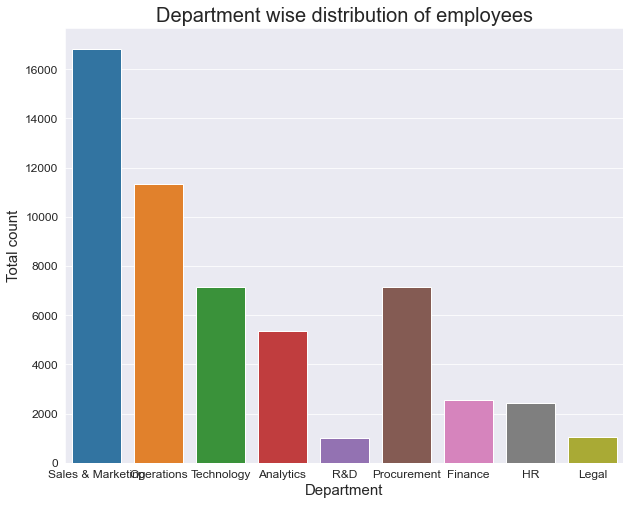 Department wise distribution of employees
Total count
16000
14000
12000
10000
8000
6000
4000
2000
0
Sales & Marketing Operations Technology Analytics R&D Procurement Finance HR Legal
Department